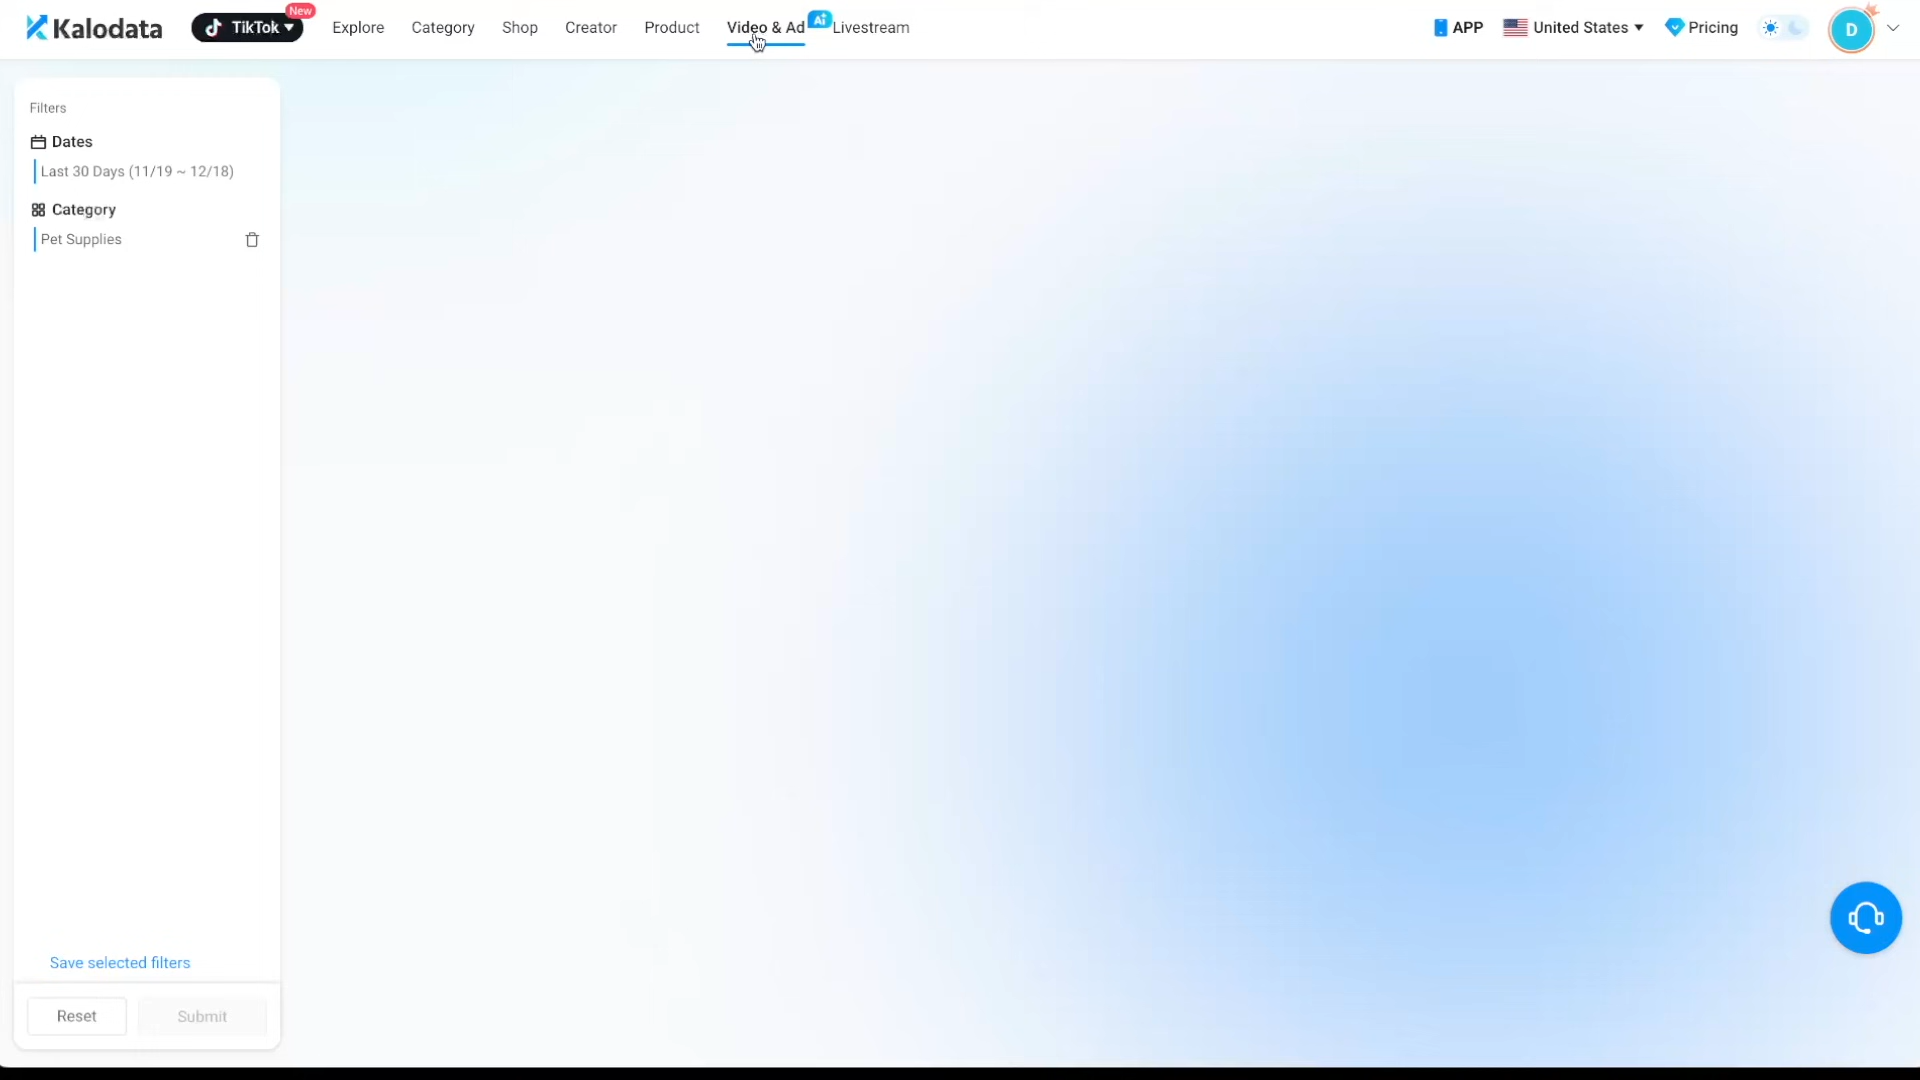 Kalodata
TikTok
New
Explore
Category
Shop
Creator
Product
Video & Ad
Ai
Livestream
APP
United States
Pricing
D
Filters
Dates
Last 30 Days (11/19 ~ 12/18)
Category
Pet Supplies
Save selected filters
Reset
Submit